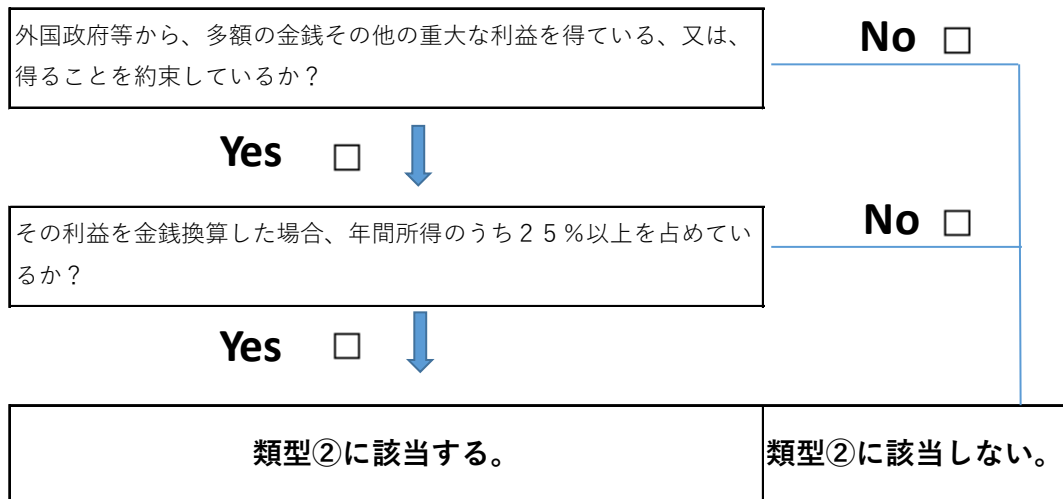 外国政府等から、多額の金銭その他の重大な利益を得ている、又は、
得ることを約束しているか？
No □
Yes □
その利益を金銭換算した場合、年間所得のうち２５％以上を占めてい
るか？
No □
Yes □
類型②に該当する。
類型②に該当しない。